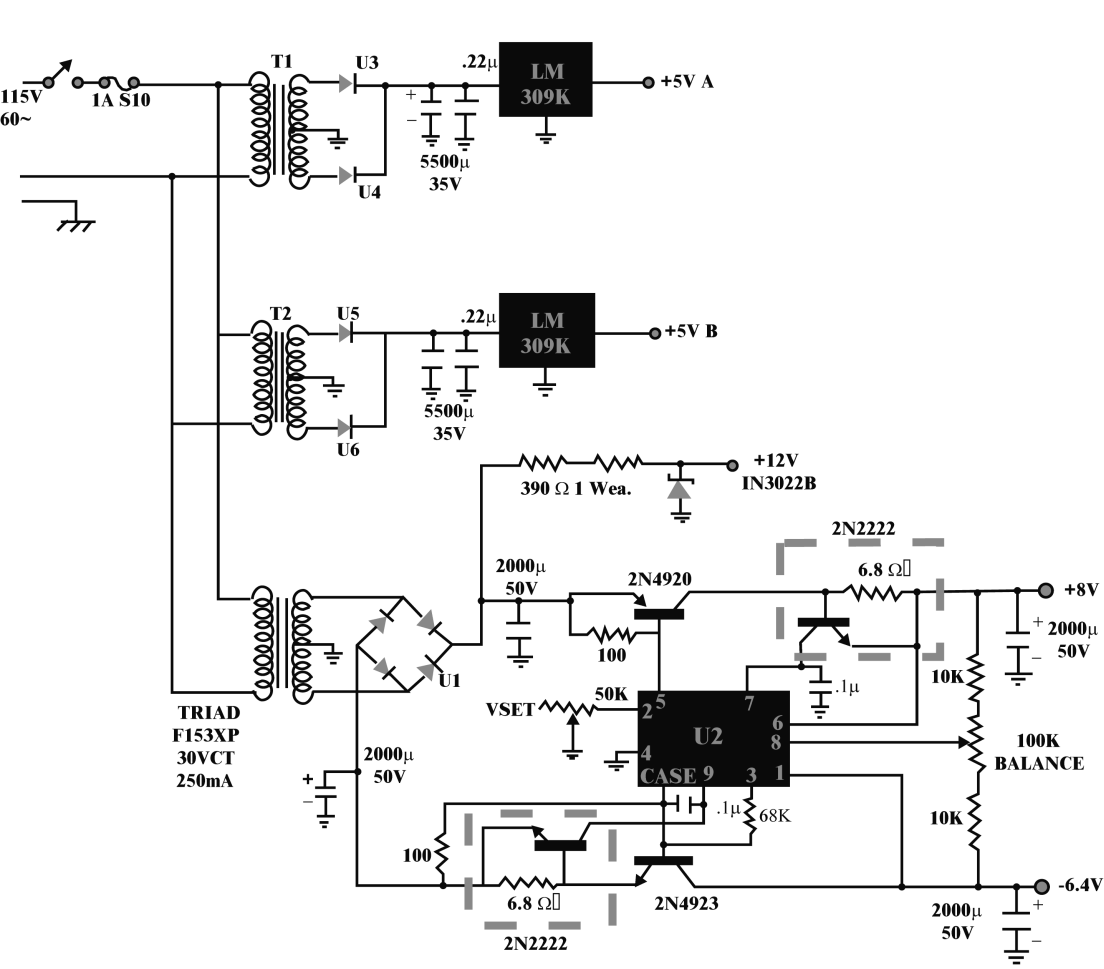 T1
U3
.22µ
LM
309K
+5V A
115V
60~
1A S10
+
−
5500µ
35V
U4
T2
U5
.22µ
LM
309K
+5V B
5500µ
35V
U6
+12V
IN3022B
390 Ω 1 Wea.
2N2222
2000µ
50V
2N4920
6.8 Ω▯
+8V
+
2000µ
50V
−
100
U1
10K
.1µ
50K
VSET
5
7
2
U2
6
8
4
CASE
9
3
1
100K
BALANCE
TRIAD
F153XP
30VCT
250mA
2000µ
50V
+
−
.1µ
68K
10K
100
6.8 Ω▯
2N2222
2N4923
-6.4V
2000µ
50V
+
−